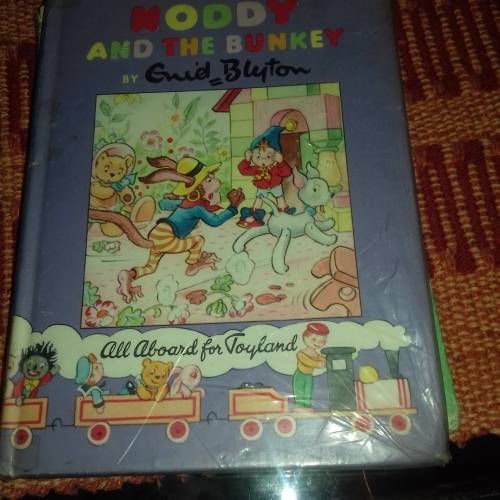 NODDY
AND THE BUNKEY
BY Enid Blyton
All Aboard for Toyland